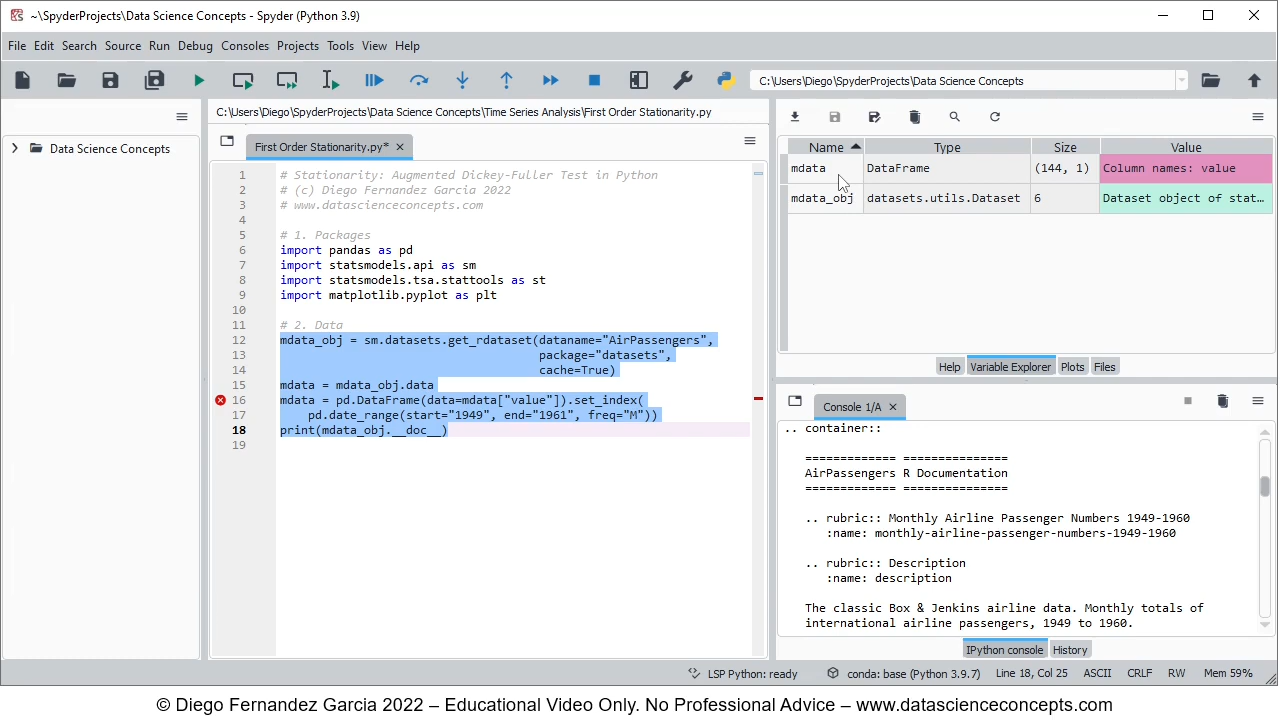 ~\SpyderProjects\Data Science Concepts - Spyder (Python 3.9)
File Edit Search Source Run Debug Consoles Projects Tools View Help
C:\Users\Diego\SpyderProjects\Data Science Concepts
Data Science Concepts
C:\Users\Diego\SpyderProjects\Data Science Concepts\Time Series Analysis\First Order Stationarity.py
First Order Stationarity.py*
1 # Stationarity: Augmented Dickey-Fuller Test in Python
2 # (c) Diego Fernandez Garcia 2022
3 # www.datascienceconcepts.com
4
5 # 1. Packages
6 import pandas as pd
7 import statsmodels.api as sm
8 import statsmodels.tsa.stattools as st
9 import matplotlib.pyplot as plt
10
11 # 2. Data
12 mdata_obj = sm.datasets.get_rdataset(dataname="AirPassengers",
13 package="datasets",
14 cache=True)
15 mdata = mdata_obj.data
16 mdata = pd.DataFrame(data=mdata["value"]).set_index(
17 pd.date_range(start="1949", end="1961", freq="M"))
18 print(mdata_obj.__doc__)
19
Name Type Size Value
mdata DataFrame (144, 1) Column names: value
mdata_obj datasets.utils.Dataset 6 Dataset object of stat…
Help Variable Explorer Plots Files
Console 1/A
.. container::
============= ===============
AirPassengers R Documentation
============= ===============
.. rubric:: Monthly Airline Passenger Numbers 1949-1960
:name: monthly-airline-passenger-numbers-1949-1960
.. rubric:: Description
:name: description
The classic Box & Jenkins airline data. Monthly totals of
international airline passengers, 1949 to 1960.
IPython console History
LSP Python: ready conda: base (Python 3.9.7) Line 18, Col 25 ASCII CRLF RW Mem 59%
© Diego Fernandez Garcia 2022 – Educational Video Only. No Professional Advice – www.datascienceconcepts.com